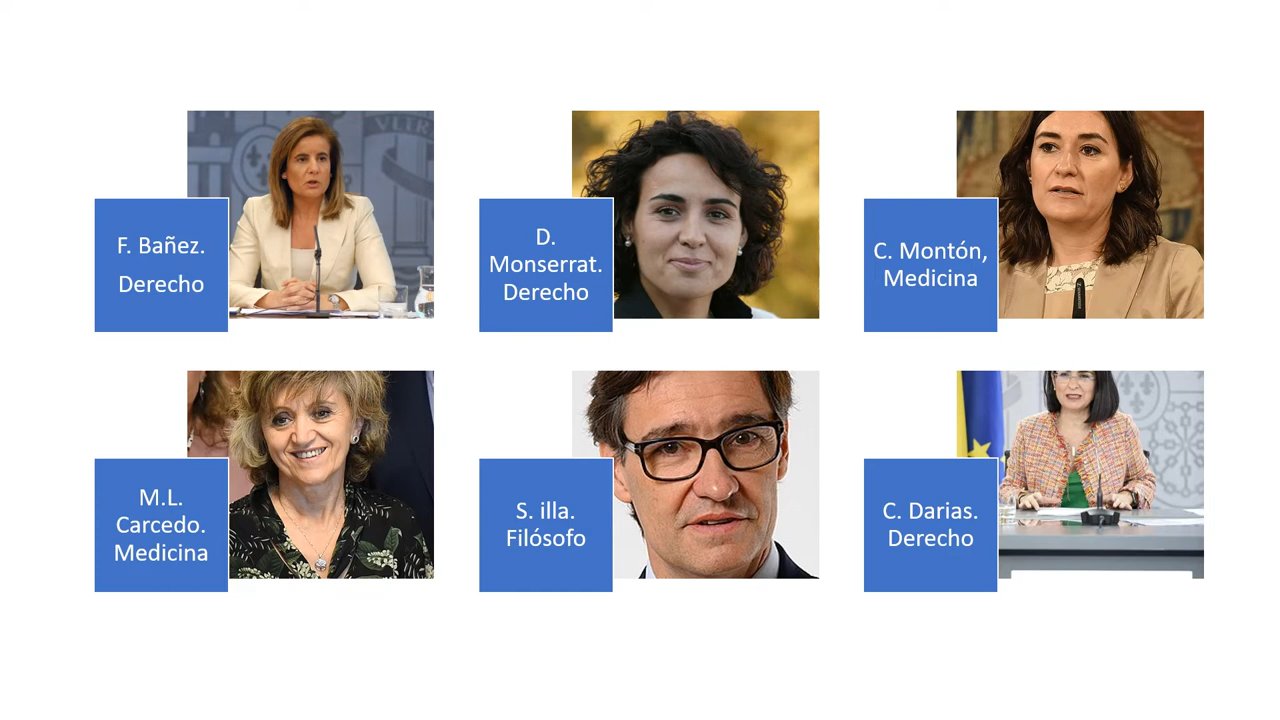 F. Bañez.
Derecho
D.
Monserrat.
Derecho
C. Montón,
Medicina
M.L.
Carcedo.
Medicina
S. illa.
Filósofo
C. Darias.
Derecho